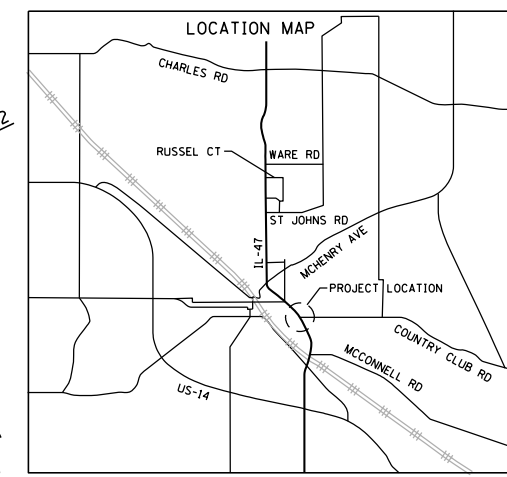 LOCATION MAP
CHARLES RD
RUSSEL CT
WARE RD
ST JOHNS RD
IL-47
MCHENRY AVE
PROJECT LOCATION
COUNTRY CLUB RD
MCCONNELL RD
US-14
2